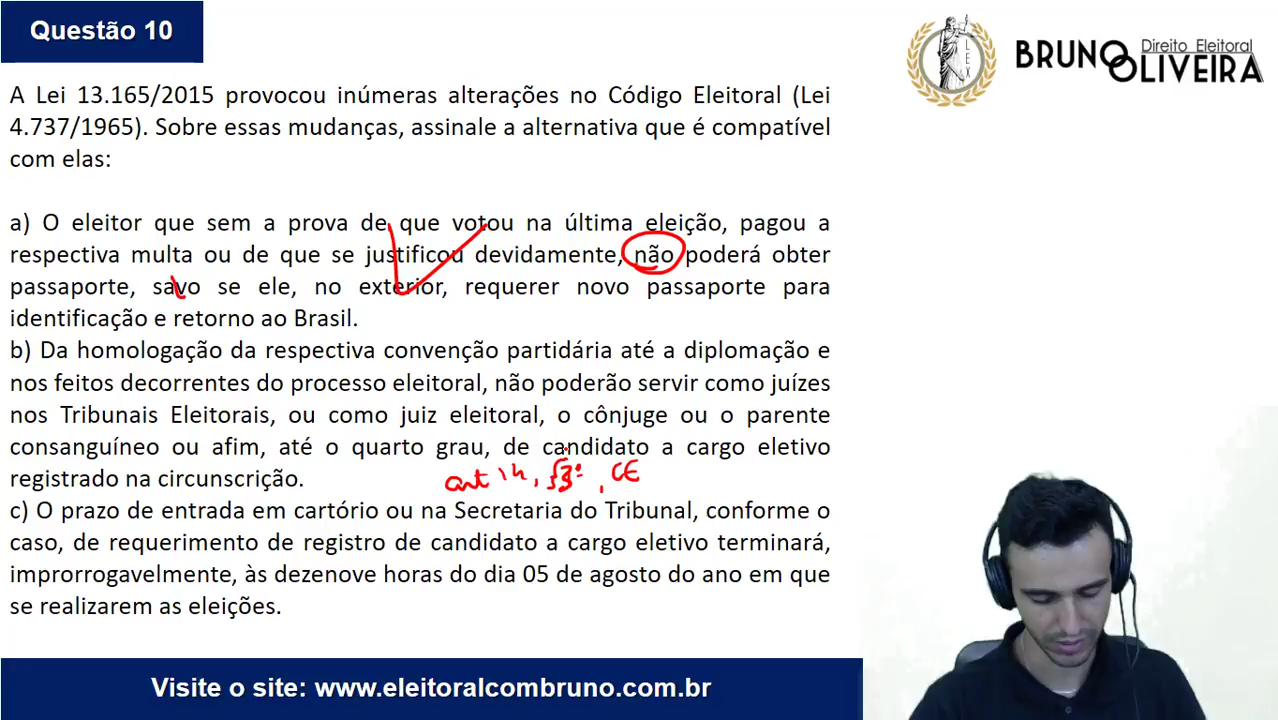 Questão 10
LEX
BRUNO OLIVEIRA
Direito Eleitoral
A Lei 13.165/2015 provocou inúmeras alterações no Código Eleitoral (Lei
4.737/1965). Sobre essas mudanças, assinale a alternativa que é compatível
com elas:
a) O eleitor que sem a prova de que votou na última eleição, pagou a
respectiva multa ou de que se justificou devidamente, não poderá obter
passaporte, savo se ele, no exterior, requerer novo passaporte para
identificação e retorno ao Brasil.
b) Da homologação da respectiva convenção partidária até a diplomação e
nos feitos decorrentes do processo eleitoral, não poderão servir como juízes
nos Tribunais Eleitorais, ou como juiz eleitoral, o cônjuge ou o parente
consanguíneo ou afim, até o quarto grau, de candidato a cargo eletivo
registrado na circunscrição.
art 14, §3º, CE
c) O prazo de entrada em cartório ou na Secretaria do Tribunal, conforme o
caso, de requerimento de registro de candidato a cargo eletivo terminará,
improrrogavelmente, às dezenove horas do dia 05 de agosto do ano em que
se realizarem as eleições.
Visite o site: www.eleitoralcombruno.com.br